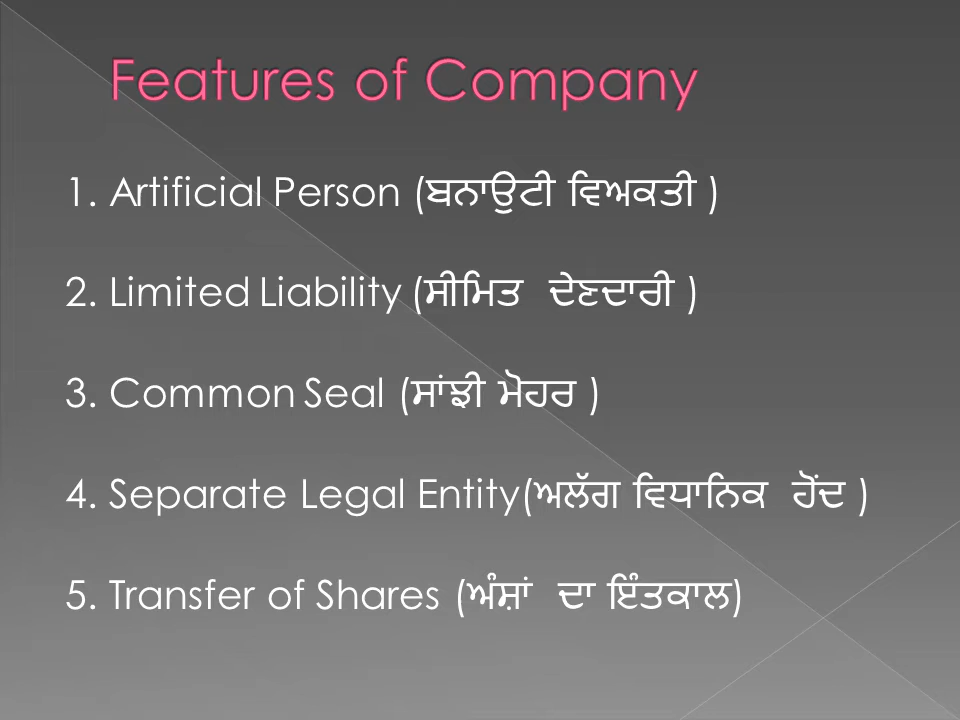 Features of Company
1. Artificial Person (ਬਨਾਉਟੀ ਵਿਅਕਤੀ )
2. Limited Liability (ਸੀਮਿਤ ਦੇਣਦਾਰੀ )
3. Common Seal (ਸਾਂਝੀ ਮੋਹਰ )
4. Separate Legal Entity(ਅਲੱਗ ਵਿਧਾਨਿਕ ਹੋਂਦ )
5. Transfer of Shares (ਅੰਸ਼ਾਂ ਦਾ ਇੰਤਕਾਲ)